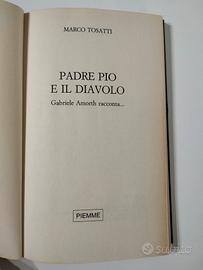 MARCO TOSATTI
PADRE PIO
E IL DIAVOLO
Gabriele Amorth racconta...
PIEMME
subito